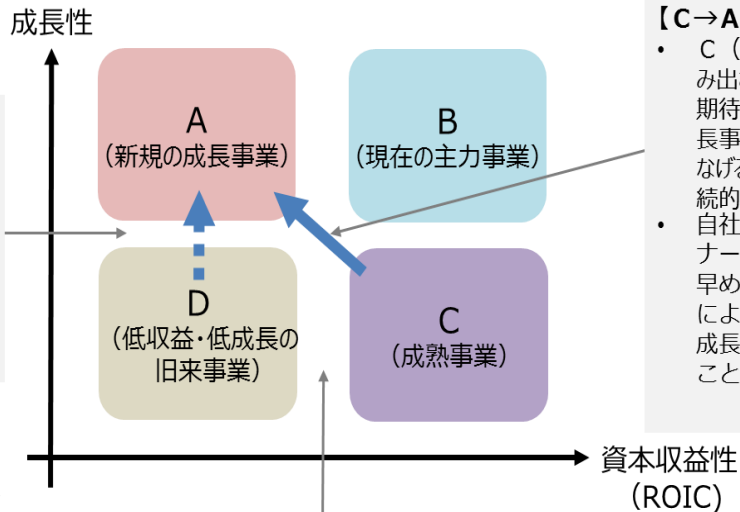 成長性
A
(新規の成長事業)
B
(現在の主力事業)
D
(低収益・低成長の
旧来事業)
C
(成熟事業)
資本収益性
(ROIC)
【C→A
• C(
み出
期待
長事
なげ
続的
• 自社
ナー
早め
によ
成長
こと